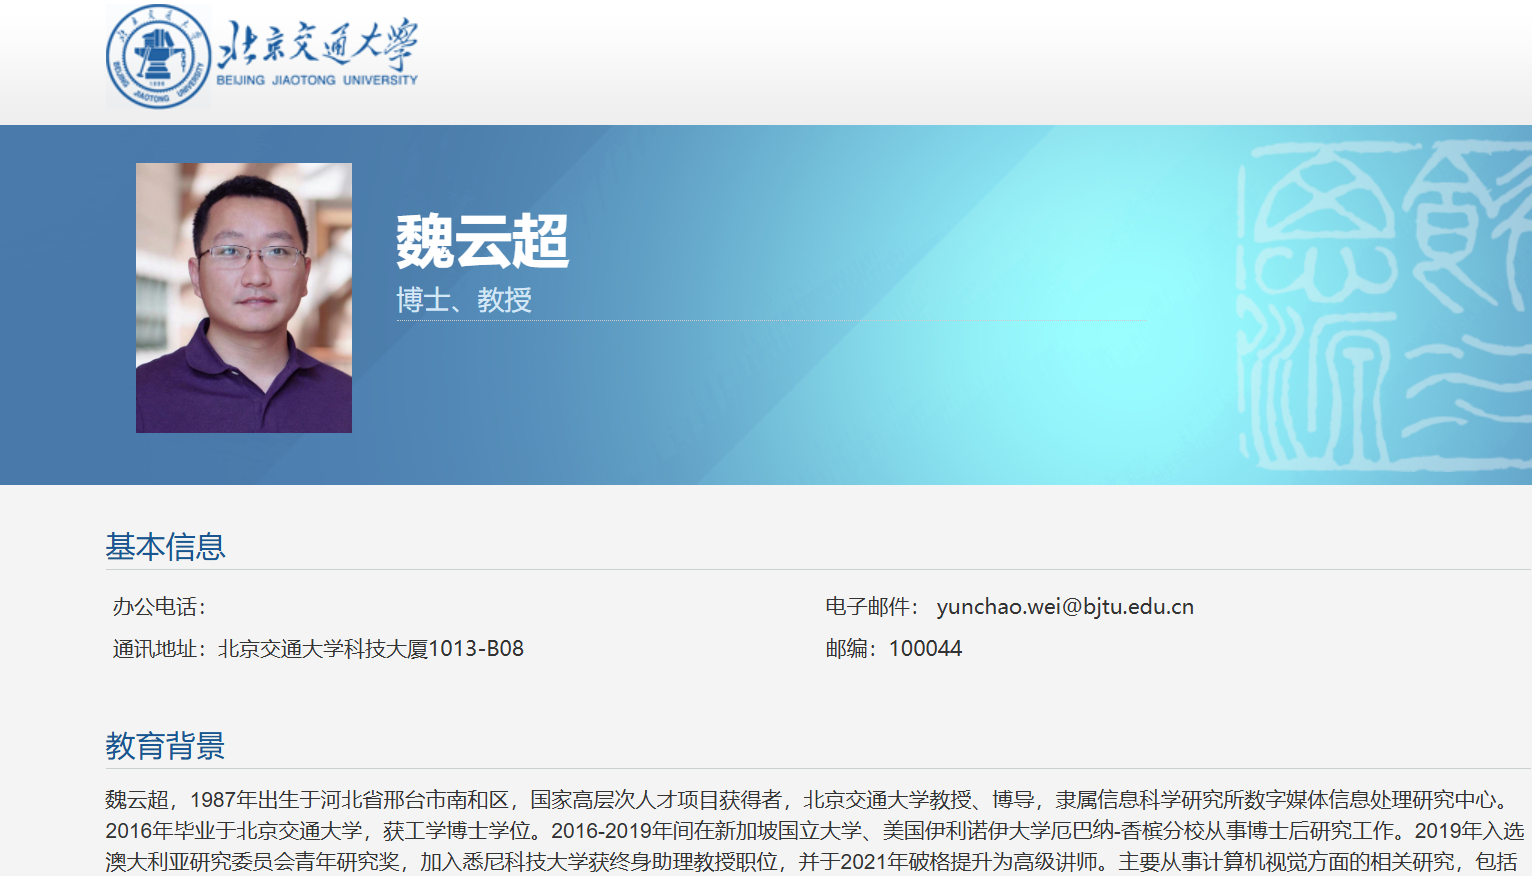 北京交通大学
BEIJING JIAOTONG UNIVERSITY
魏云超
博士、教授
基本信息
办公电话：
电子邮件： yunchao.wei@bjtu.edu.cn
通讯地址：北京交通大学科技大厦1013-B08
邮编：100044
教育背景
魏云超，1987年出生于河北省邢台市南和区，国家高层次人才项目获得者，北京交通大学教授、博导，隶属信息科学研究所数字媒体信息处理研究中心。
2016年毕业于北京交通大学，获工学博士学位。2016-2019年间在新加坡国立大学、美国伊利诺伊大学厄巴纳-香槟分校从事博士后研究工作。2019年入选
澳大利亚研究委员会青年研究奖，加入悉尼科技大学获终身助理教授职位，并于2021年破格提升为高级讲师。主要从事计算机视觉方面的相关研究，包括